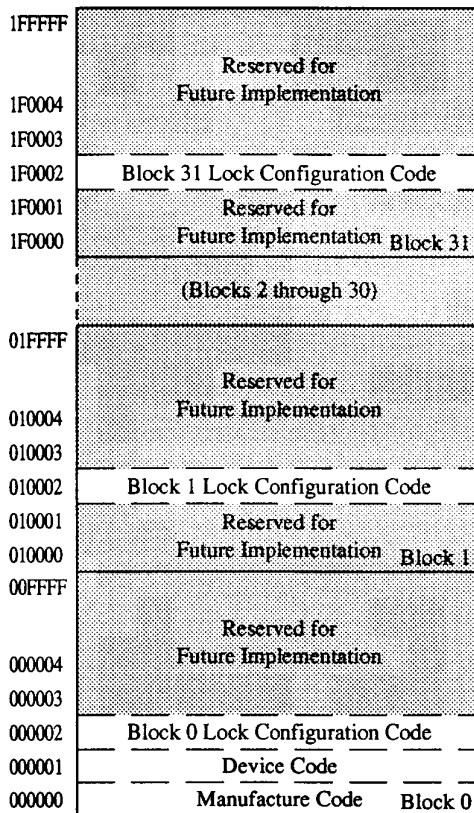 1FFFFF
Reserved for
Future Implementation
1F0004
1F0003
1F0002 Block 31 Lock Configuration Code
1F0001 Reserved for
1F0000 Future Implementation Block 31
(Blocks 2 through 30)
01FFFF
Reserved for
Future Implementation
010004
010003
010002 Block 1 Lock Configuration Code
010001 Reserved for
010000 Future Implementation Block 1
00FFFF
Reserved for
Future Implementation
000004
000003
000002 Block 0 Lock Configuration Code
000001 Device Code
000000 Manufacture Code Block 0